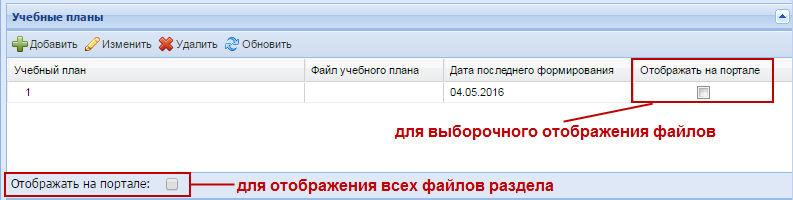 Учебные планы
Добавить Изменить Удалить Обновить
Учебный план Файл учебного плана Дата последнего формирования Отображать на портале
1 04.05.2016
для выборочного отображения файлов
Отображать на портале: для отображения всех файлов раздела